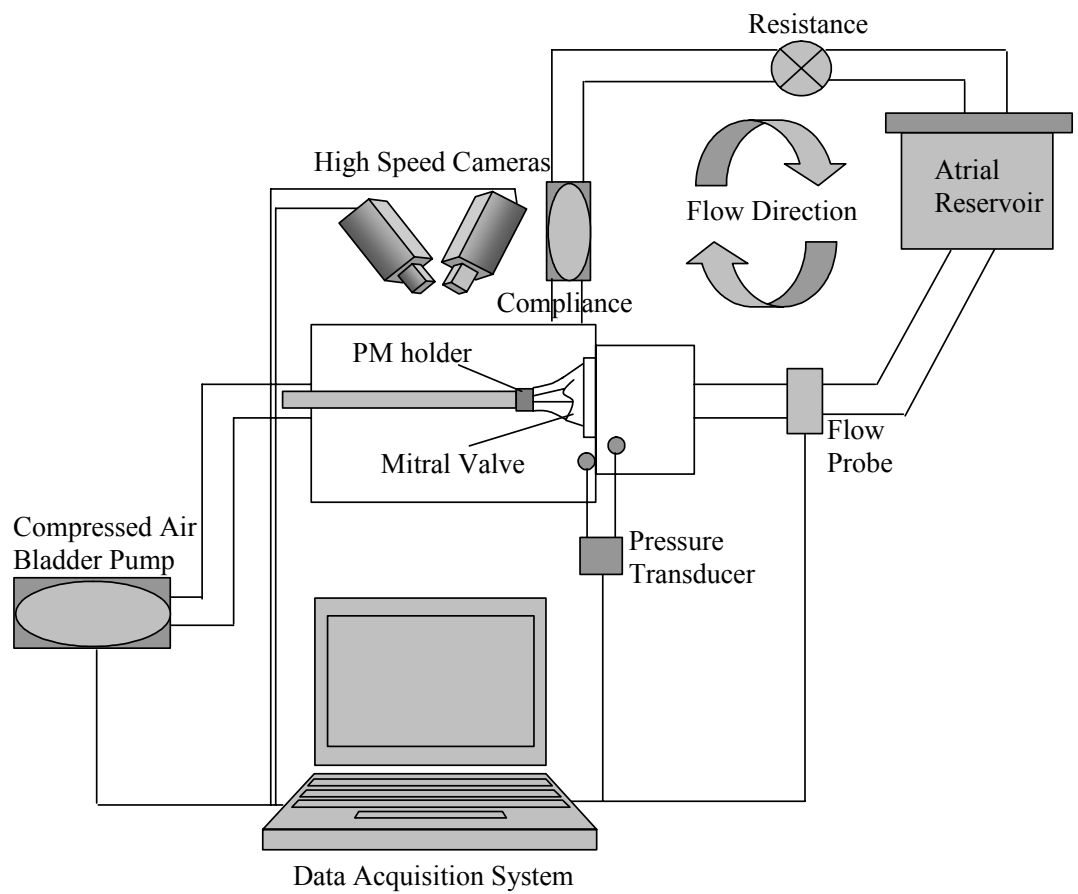 Resistance
High Speed Cameras
Atrial
Reservoir
Flow Direction
Compliance
PM holder
Mitral Valve
Flow
Probe
Compressed Air
Bladder Pump
Pressure
Transducer
Data Acquisition System